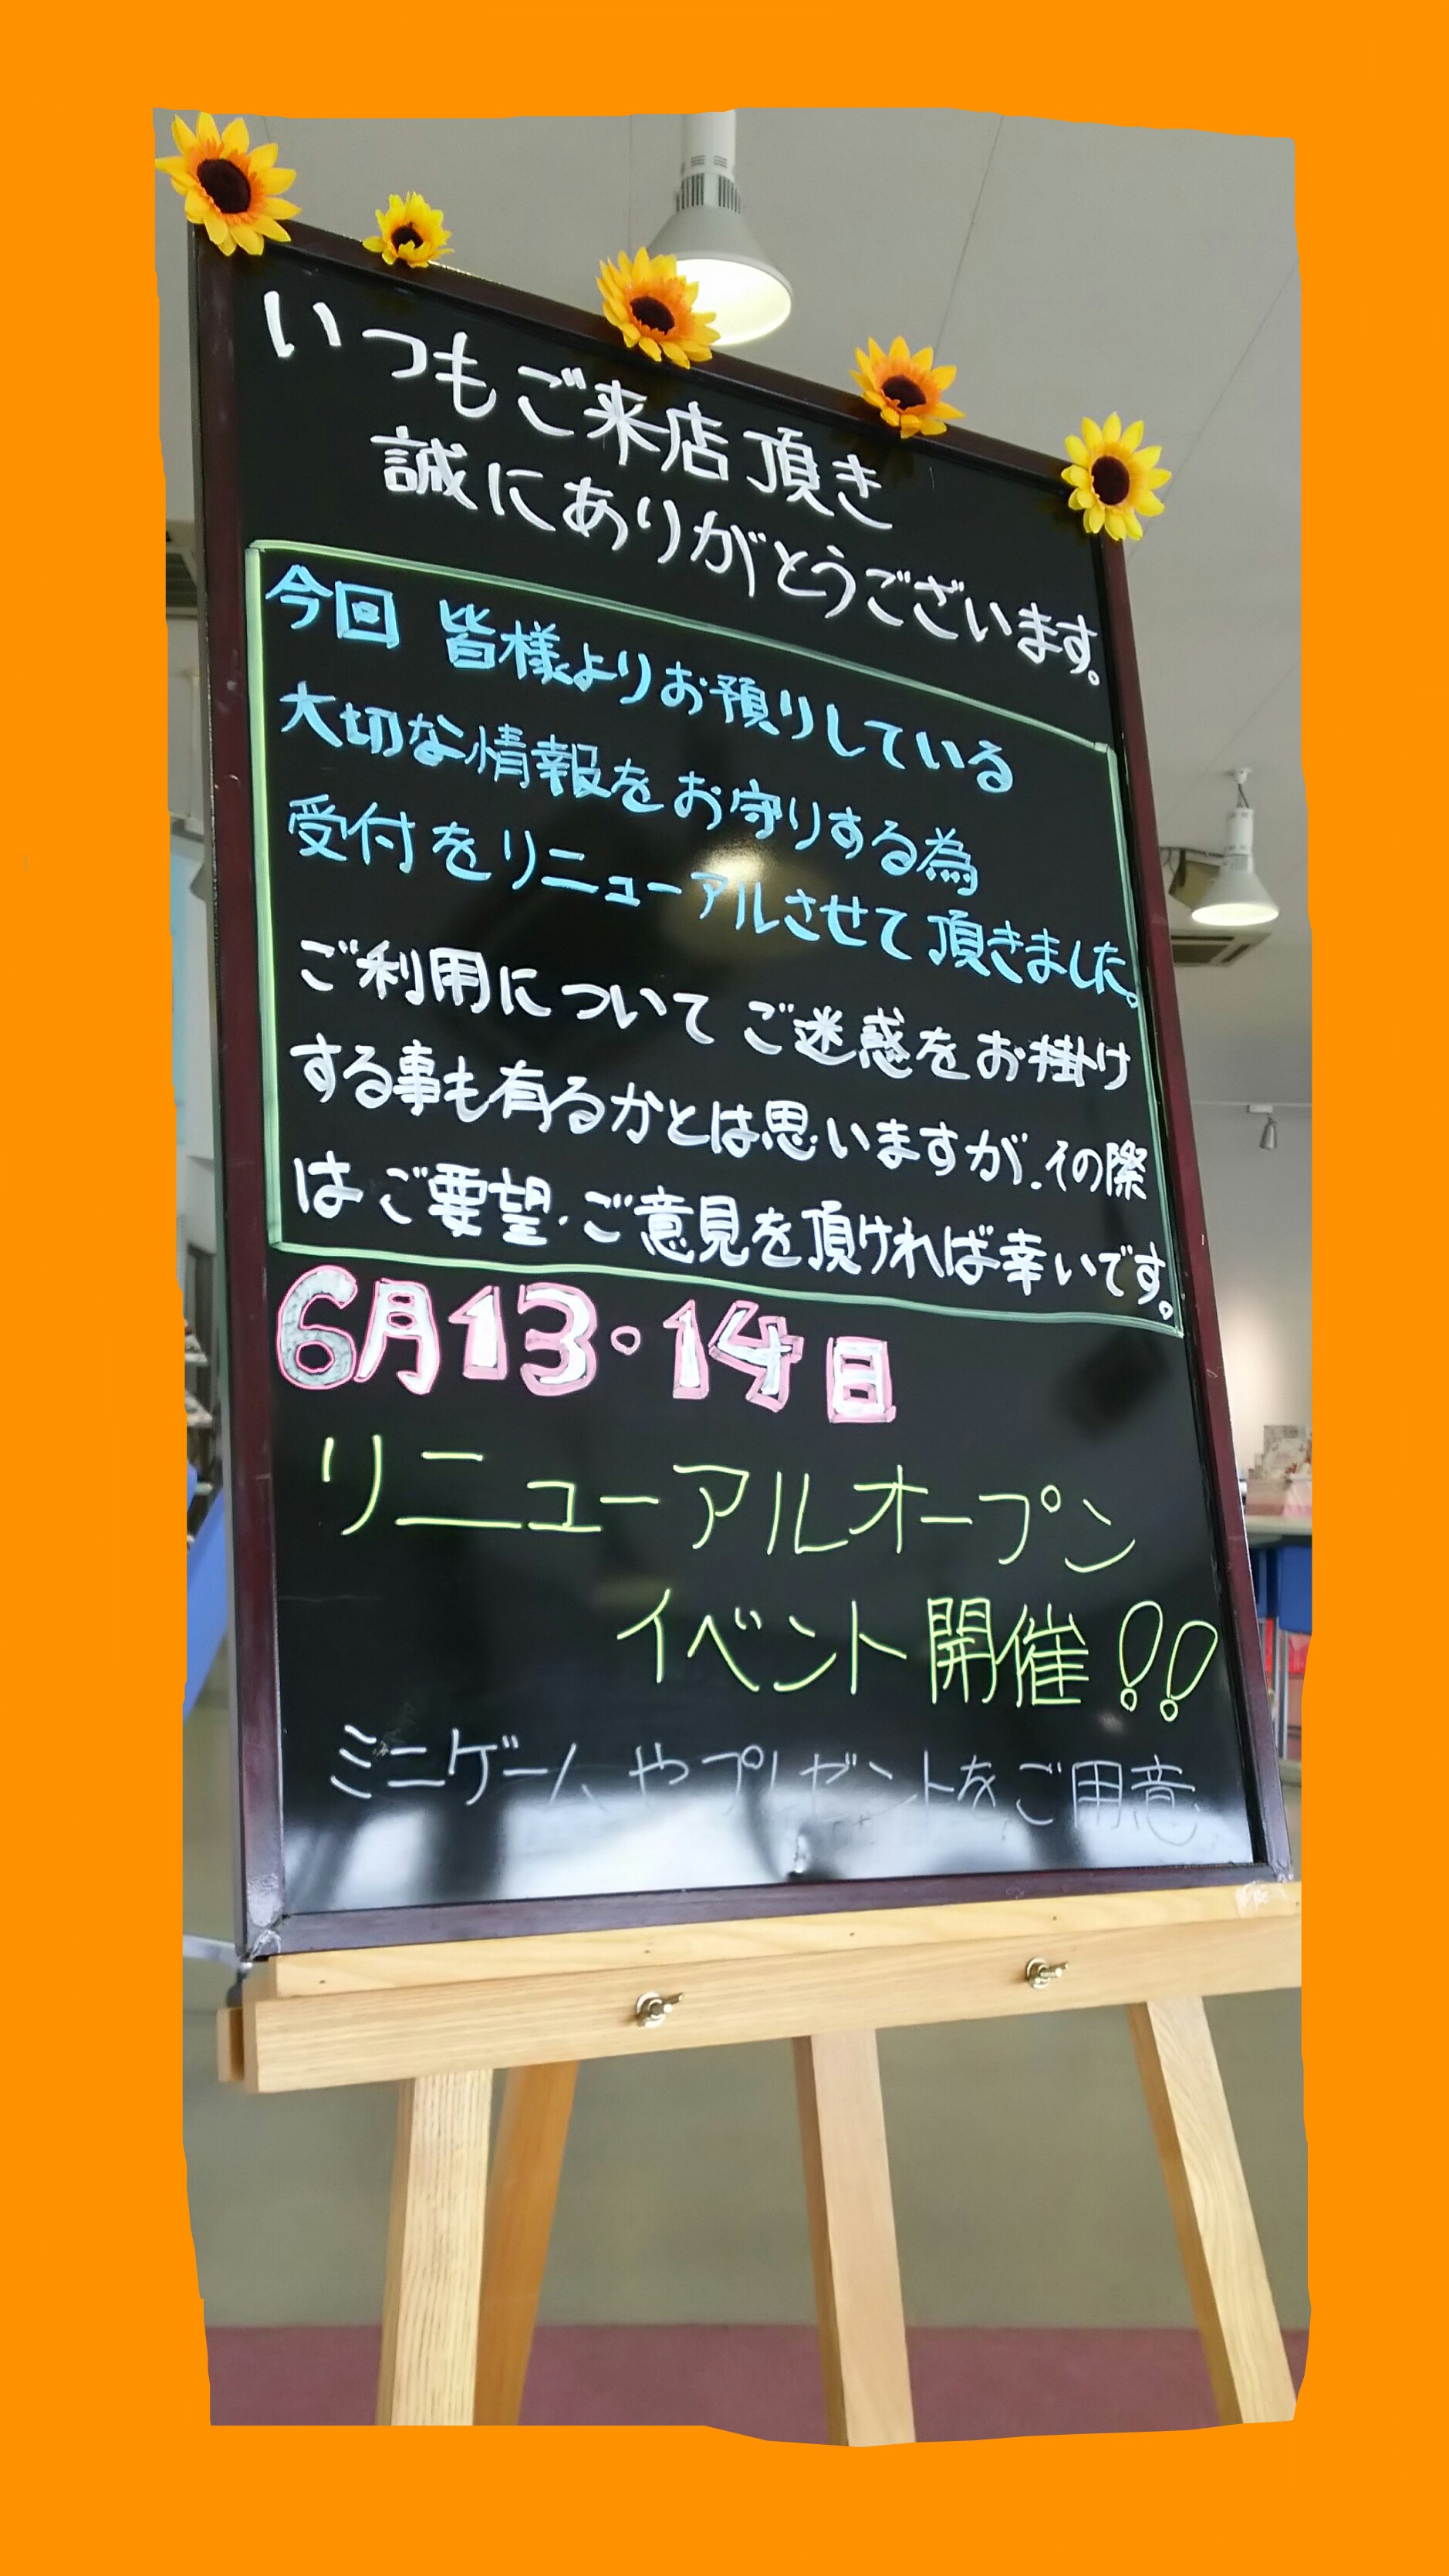 いつもご来店頂き
誠にありがとうございます。
今回 皆様よりお預りしている
大切な情報をお守りする為
受付をリニューアルさせて頂きました。
ご利用について ご迷惑をお掛け
する事も有るかとは思いますが、その際
は、ご要望・ご意見を頂ければ幸いです。
6月13・14日
リニューアルオープン
イベント開催!!
ミニゲームやプレゼントをご用意